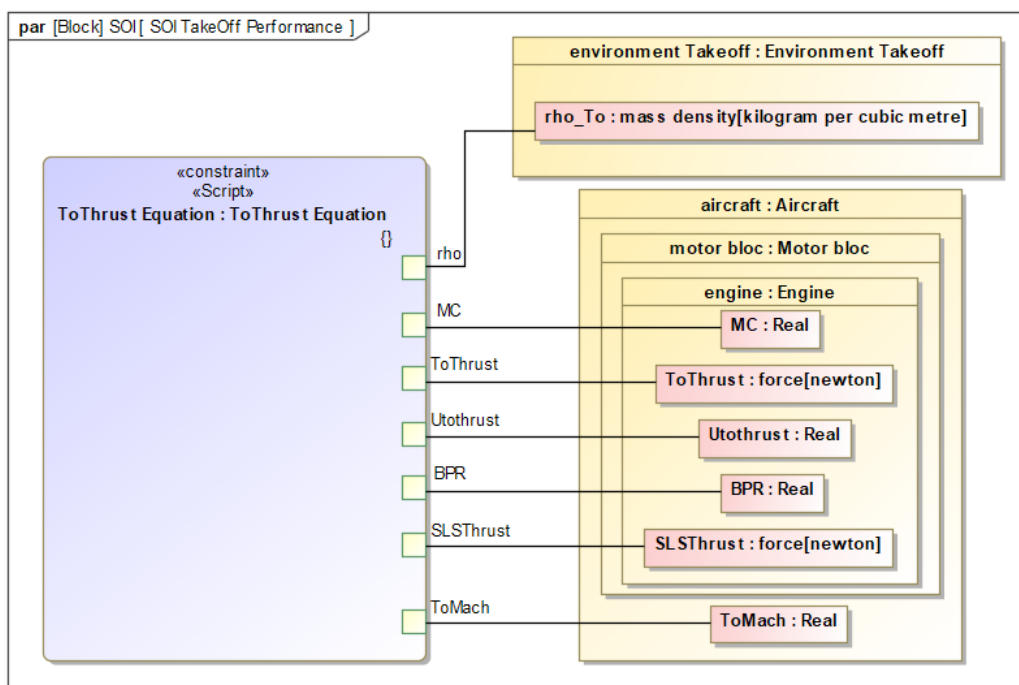 par [Block] SOI[ SOI TakeOff Performance ]
environment Takeoff : Environment Takeoff
rho_To : mass density[kilogram per cubic metre]
«constraint»
«Script»
ToThrust Equation : ToThrust Equation
{}
rho
MC
ToThrust
Utothrust
BPR
SLSThrust
ToMach
aircraft : Aircraft
motor bloc : Motor bloc
engine : Engine
MC : Real
ToThrust : force[newton]
Utothrust : Real
BPR : Real
SLSThrust : force[newton]
ToMach : Real